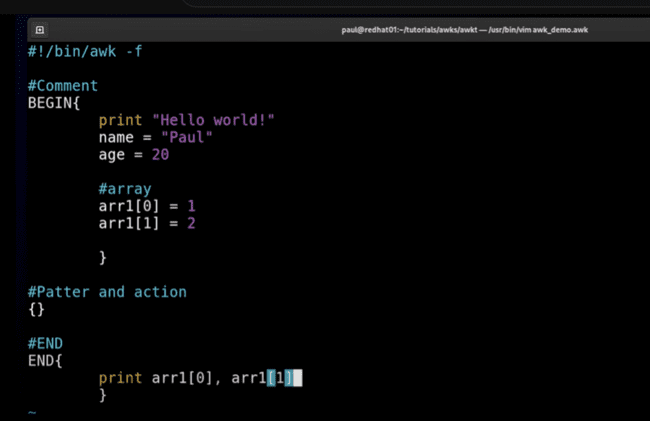 paul@redhat01:~/tutorials/awks/awkt — /usr/bin/vim awk_demo.awk
#!/bin/awk -f
#Comment
BEGIN{
print "Hello world!"
name = "Paul"
age = 20
#array
arr1[0] = 1
arr1[1] = 2
}
#Patter and action
{}
#END
END{
print arr1[0], arr1[1]
}
~